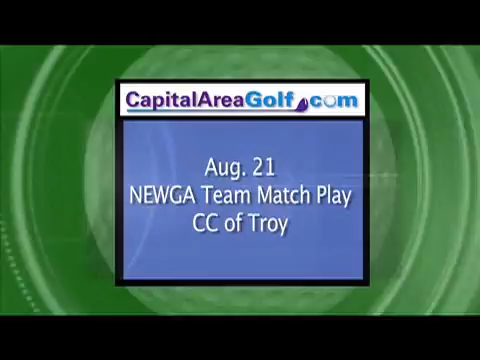 CapitalAreaGolf.com
Aug. 21
NEWGA Team Match Play
CC of Troy